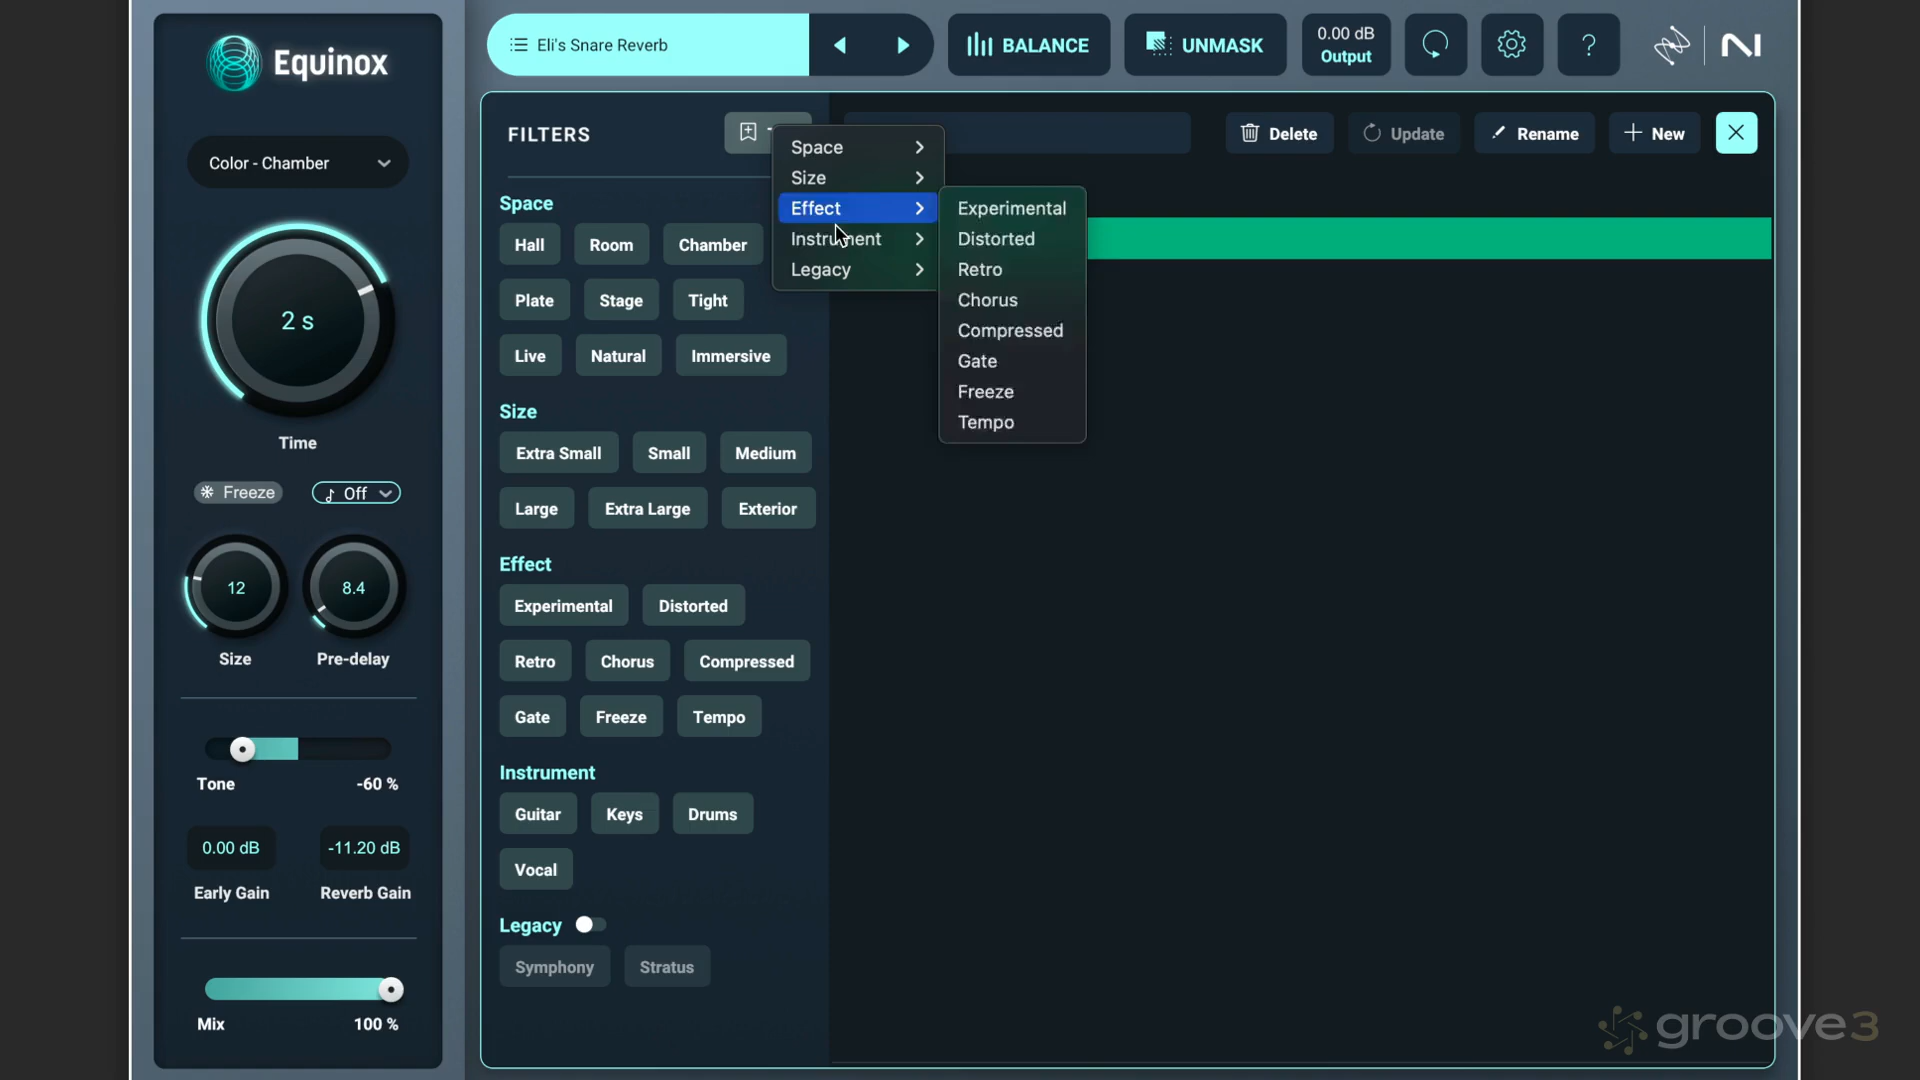 Equinox
Eli's Snare Reverb
BALANCE
UNMASK
0.00 dB
Output
?
Color - Chamber
2 s
Time
Freeze
Off
12
8.4
Size
Pre-delay
Tone
-60 %
0.00 dB
-11.20 dB
Early Gain
Reverb Gain
Mix
100 %
FILTERS
Delete
Update
Rename
New
Space
Hall
Room
Chamber
Plate
Stage
Tight
Live
Natural
Immersive
Size
Extra Small
Small
Medium
Large
Extra Large
Exterior
Effect
Experimental
Distorted
Retro
Chorus
Compressed
Gate
Freeze
Tempo
Instrument
Guitar
Keys
Drums
Vocal
Legacy
Symphony
Stratus
Space
Size
Effect
Instrument
Legacy
Experimental
Distorted
Retro
Chorus
Compressed
Gate
Freeze
Tempo
groove3